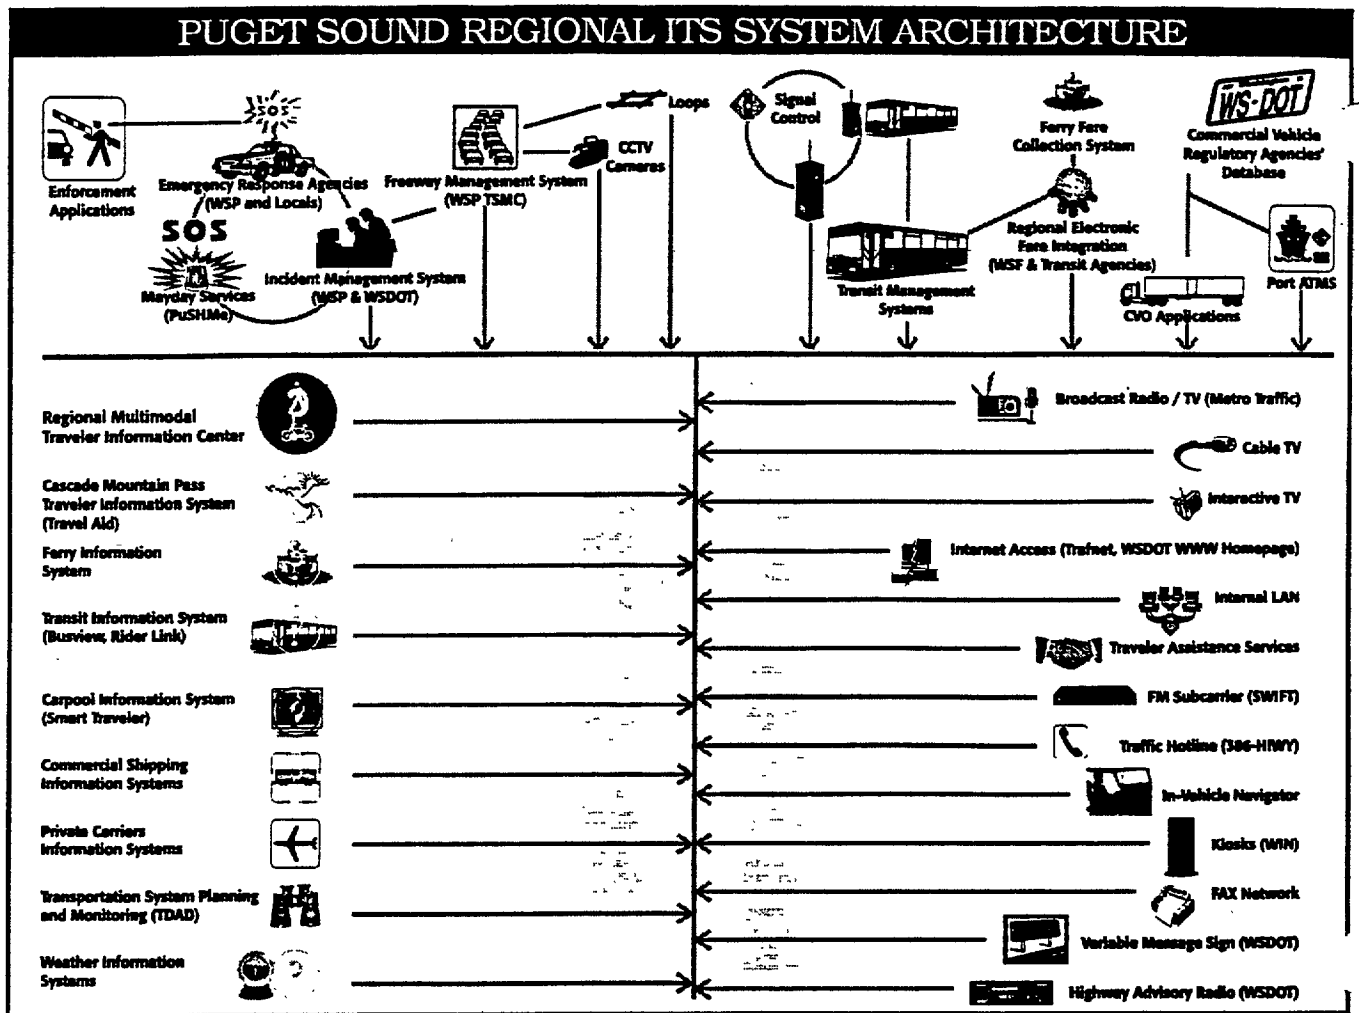 PUGET SOUND REGIONAL ITS SYSTEM ARCHITECTURE
SOS
Enforcement
Applications
Emergency Response Agencies
(WSP and Locals)
SOS
Mayday Services
(PuSHMe)
Incident Management System
(WSP & WSDOT)
Freeway Management System
(WSP TSMC)
Loops
CCTV
Cameras
Signal
Control
Transit Management
Systems
Ferry Fare
Collection System
Regional Electronic
Fare Integration
(WSF & Transit Agencies)
WS-DOT
Commercial Vehicle
Regulatory Agencies'
Database
CVO Applications
Port ATMS
Regional Multimodal
Traveler Information Center
Cascade Mountain Pass
Traveler Information System
(Travel Aid)
Ferry Information
System
Transit Information System
(Busview, Rider Link)
Carpool Information System
(Smart Traveler)
Commercial Shipping
Information Systems
Private Carriers
Information Systems
Transportation System Planning
and Monitoring (TDAD)
Weather Information
Systems
Broadcast Radio / TV (Metro Traffic)
Cable TV
Interactive TV
Internet Access (Trafnet, WSDOT WWW Homepage)
Internal LAN
Traveler Assistance Services
FM Subcarrier (SWIFT)
Traffic Hotline (386-HIWY)
In-Vehicle Navigator
Kiosks (WIN)
FAX Network
Variable Message Sign (WSDOT)
Highway Advisory Radio (WSDOT)